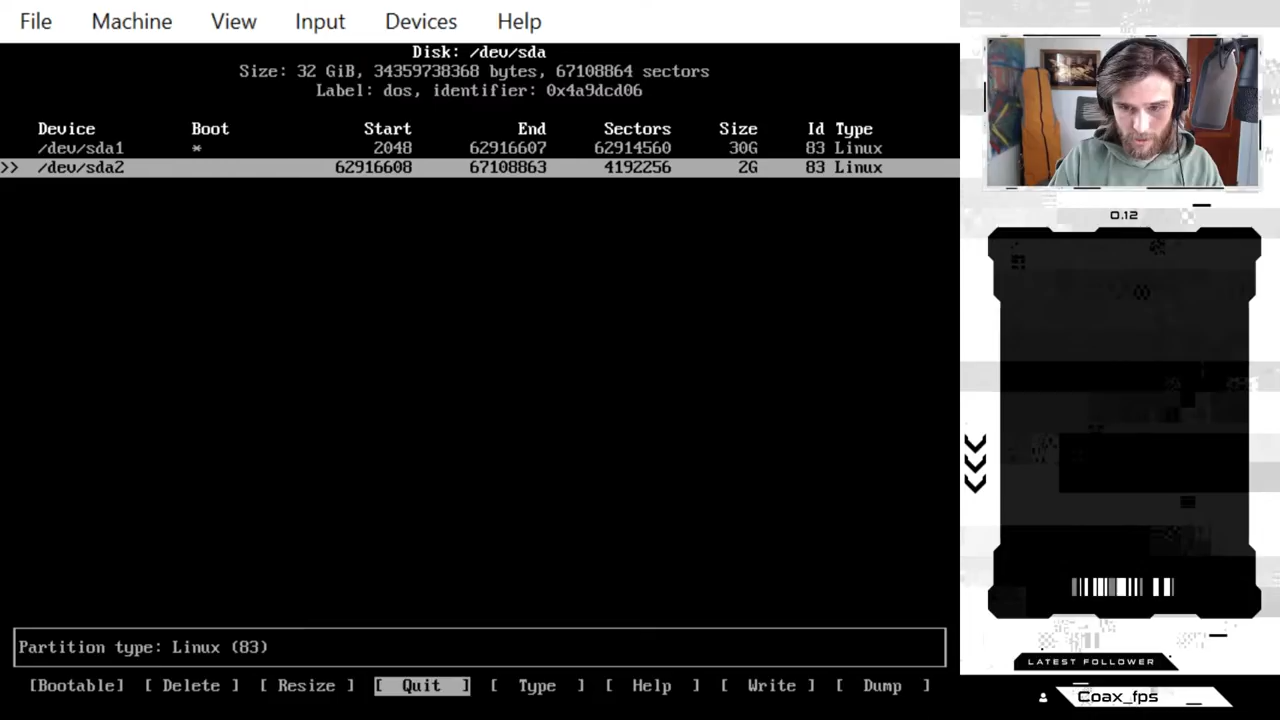 File Machine View Input Devices Help
Disk: /dev/sda
Size: 32 GiB, 34359738368 bytes, 67108864 sectors
Label: dos, identifier: 0x4a9dcd06
Device Boot Start End Sectors Size Id Type
/dev/sda1 * 2048 62916607 62914560 30G 83 Linux
>> /dev/sda2 62916608 67108863 4192256 2G 83 Linux
Partition type: Linux (83)
[Bootable] [ Delete ] [ Resize ] [ Quit ] [ Type ] [ Help ] [ Write ] [ Dump ]
0.12
LATEST FOLLOWER
Coax_fps